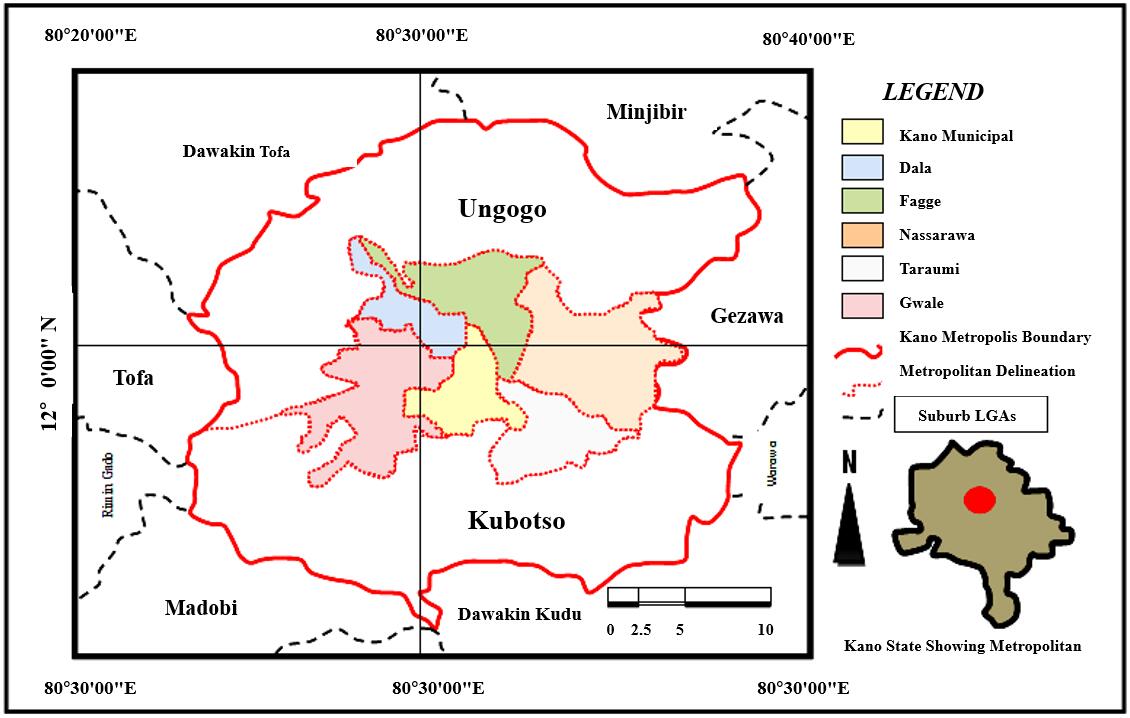 80°20'00"E
80°30'00"E
80°40'00"E
LEGEND
Minjibir
Kano Municipal
Dawakin Tofa
Dala
Fagge
Ungogo
Nassarawa
Taraumi
Gwale
Gezawa
Kano Metropolis Boundary
12° 0'00" N
Tofa
Metropolitan Delineation
Suburb LGAs
Warawa
Rimin Gado
N
Kubotso
Madobi
Dawakin Kudu
0 2.5 5 10
Kano State Showing Metropolitan
80°30'00"E
80°30'00"E
80°30'00"E